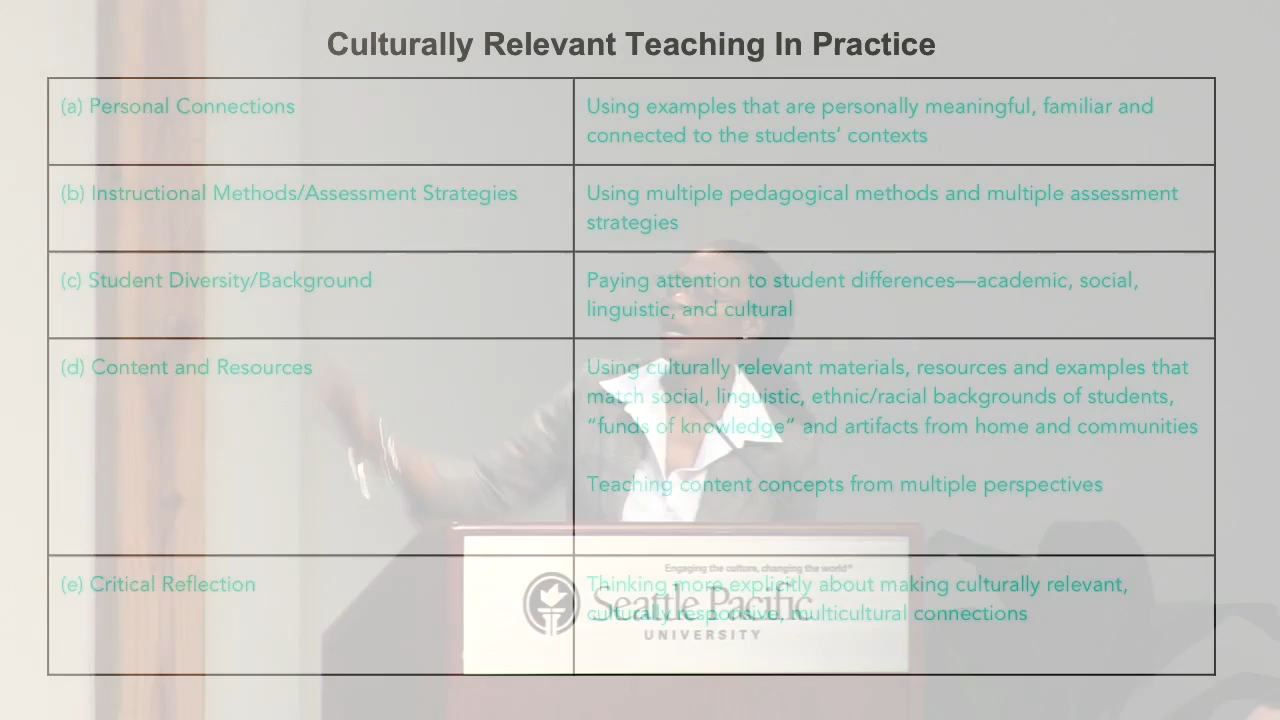 Culturally Relevant Teaching In Practice
(a) Personal Connections
Using examples that are personally meaningful, familiar and
connected to the students’ contexts
(b) Instructional Methods/Assessment Strategies
Using multiple pedagogical methods and multiple assessment
strategies
(c) Student Diversity/Background
Paying attention to student differences—academic, social,
linguistic, and cultural
(d) Content and Resources
Using culturally relevant materials, resources and examples that
match social, linguistic, ethnic/racial backgrounds of students,
“funds of knowledge” and artifacts from home and communities
Teaching content concepts from multiple perspectives
(e) Critical Reflection
Thinking more explicitly about making culturally relevant,
culturally responsive, multicultural connections
Engaging the culture, changing the world®
Seattle Pacific
UNIVERSITY